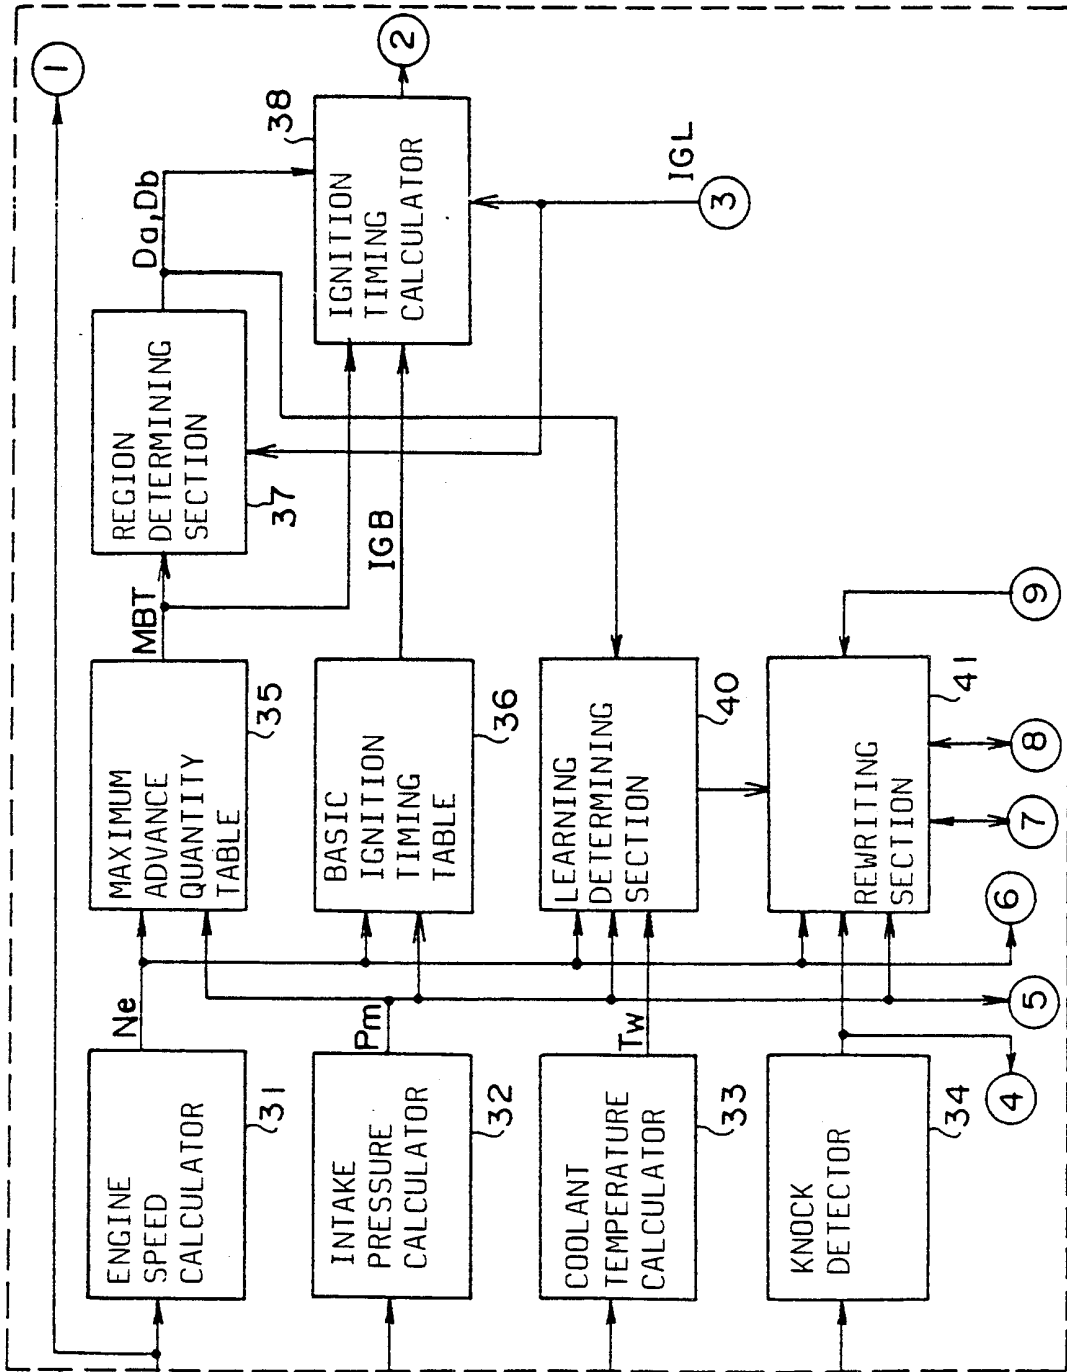 1
ENGINE
SPEED
CALCULATOR
31
Ne
MAXIMUM
ADVANCE
QUANTITY
TABLE
35
MBT
REGION
DETERMINING
SECTION
37
Da,Db
INTAKE
PRESSURE
CALCULATOR
32
Pm
BASIC
IGNITION
TIMING
TABLE
36
IGB
IGNITION
TIMING
CALCULATOR
38
2
COOLANT
TEMPERATURE
CALCULATOR
33
Tw
LEARNING
DETERMINING
SECTION
40
IGL
3
KNOCK
DETECTOR
34
REWRITING
SECTION
41
4
5
6
7
8
9